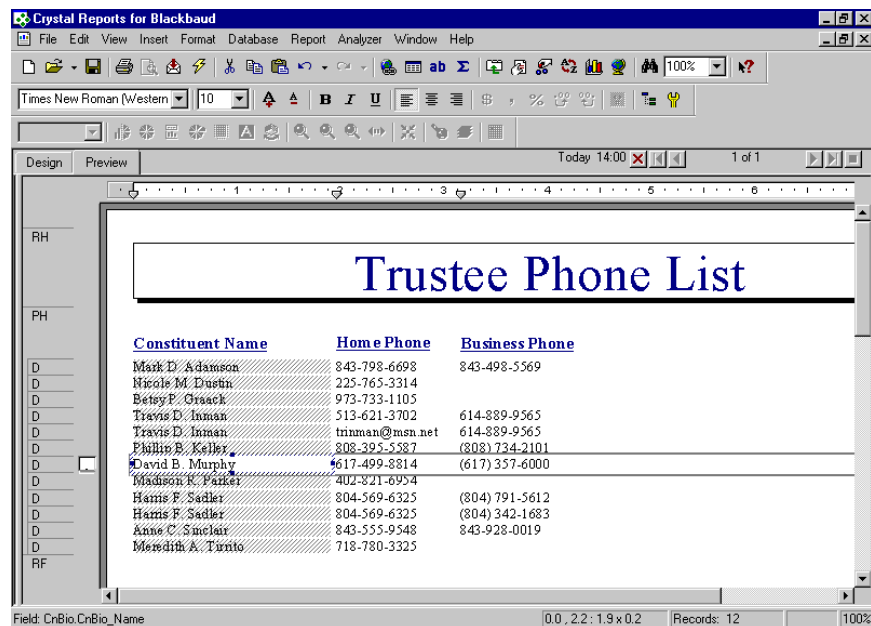 Crystal Reports for Blackbaud
File Edit View Insert Format Database Report Analyzer Window Help
ab Σ 100%
Times New Roman (Western 10 A A B I U $ , %
Design Preview Today 14:00 1 of 1
1 2 3 4 5 6
RH
Trustee Phone List
PH
Constituent Name Home Phone Business Phone
D Mark D. Adamson 843-798-6698 843-498-5569
D Nicole M. Dustin 225-765-3314
D Betsy P. Graack 973-733-1105
D Travis D. Inman 513-621-3702 614-889-9565
D Travis D. Inman trinman@msn.net 614-889-9565
D Phillip B. Keller 808-395-5587 (808) 734-2101
D David B. Murphy 617-499-8814 (617) 357-6000
D Madison R. Parker 402-821-6954
D Harris F. Sadler 804-569-6325 (804) 791-5612
D Harris F. Sadler 804-569-6325 (804) 342-1683
D Anne C. Sinclair 843-555-9548 843-928-0019
D Meredith A. Tirrito 718-780-3325
RF
Field: CnBio.CnBio_Name 0.0 , 2.2 : 1.9 x 0.2 Records: 12 100%